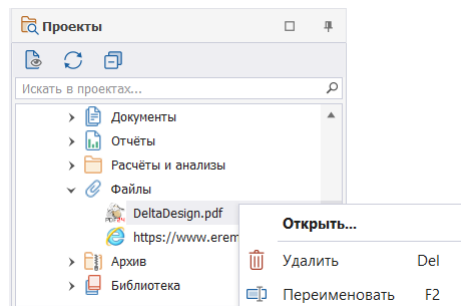 Проекты
Искать в проектах...
Документы
Отчёты
Расчёты и анализы
Файлы
DeltaDesign.pdf
https://www.erem
Архив
Библиотека
Открыть...
Удалить Del
Переименовать F2